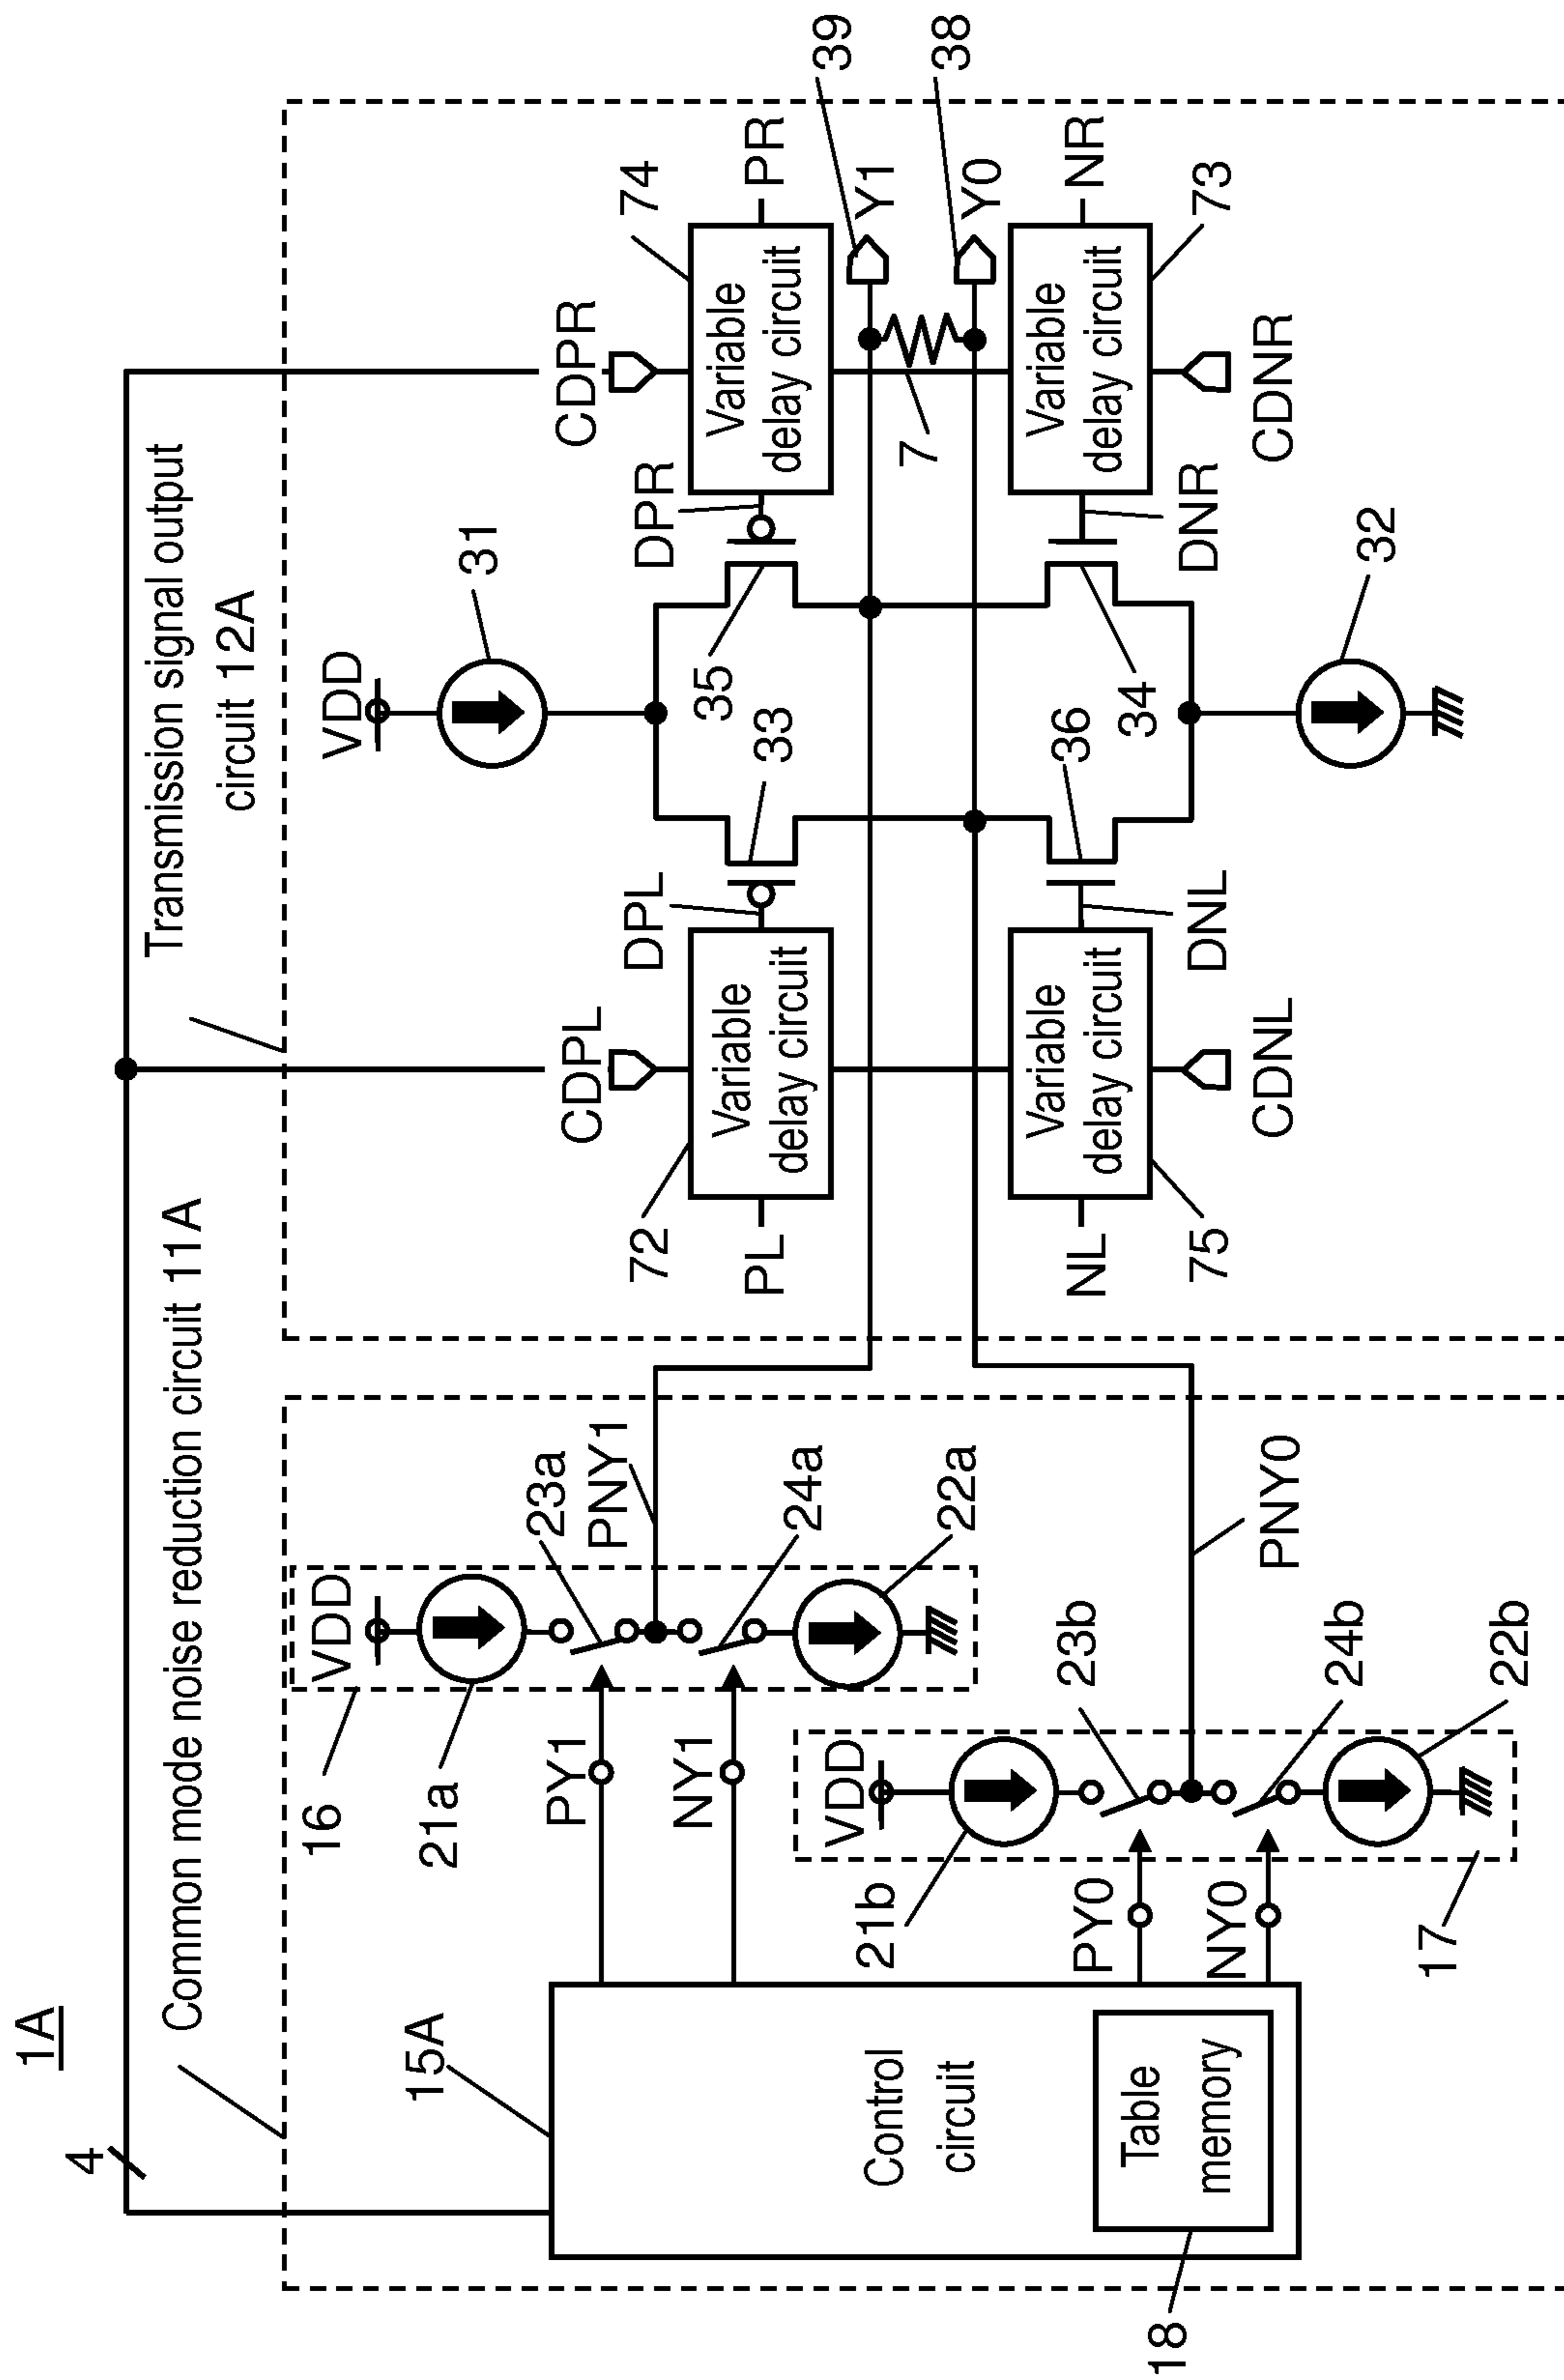 1A
4
Common mode noise reduction circuit 11A
Transmission signal output
circuit 12A
15A
Control
circuit
Table
memory
18
16
VDD
21a
23a
PY1
PNY1
NY1
24a
22a
VDD
21b
23b
PY0
NY0
24b
22b
17
PNY0
CDPL
72
Variable
delay circuit
PL
DPL
VDD
31
33
35
DPR
CDPR
74
Variable
delay circuit
PR
39
Y1
7
38
Y0
NL
Variable
delay circuit
75
CDNL
DNL
36
34
32
DNR
Variable
delay circuit
NR
73
CDNR